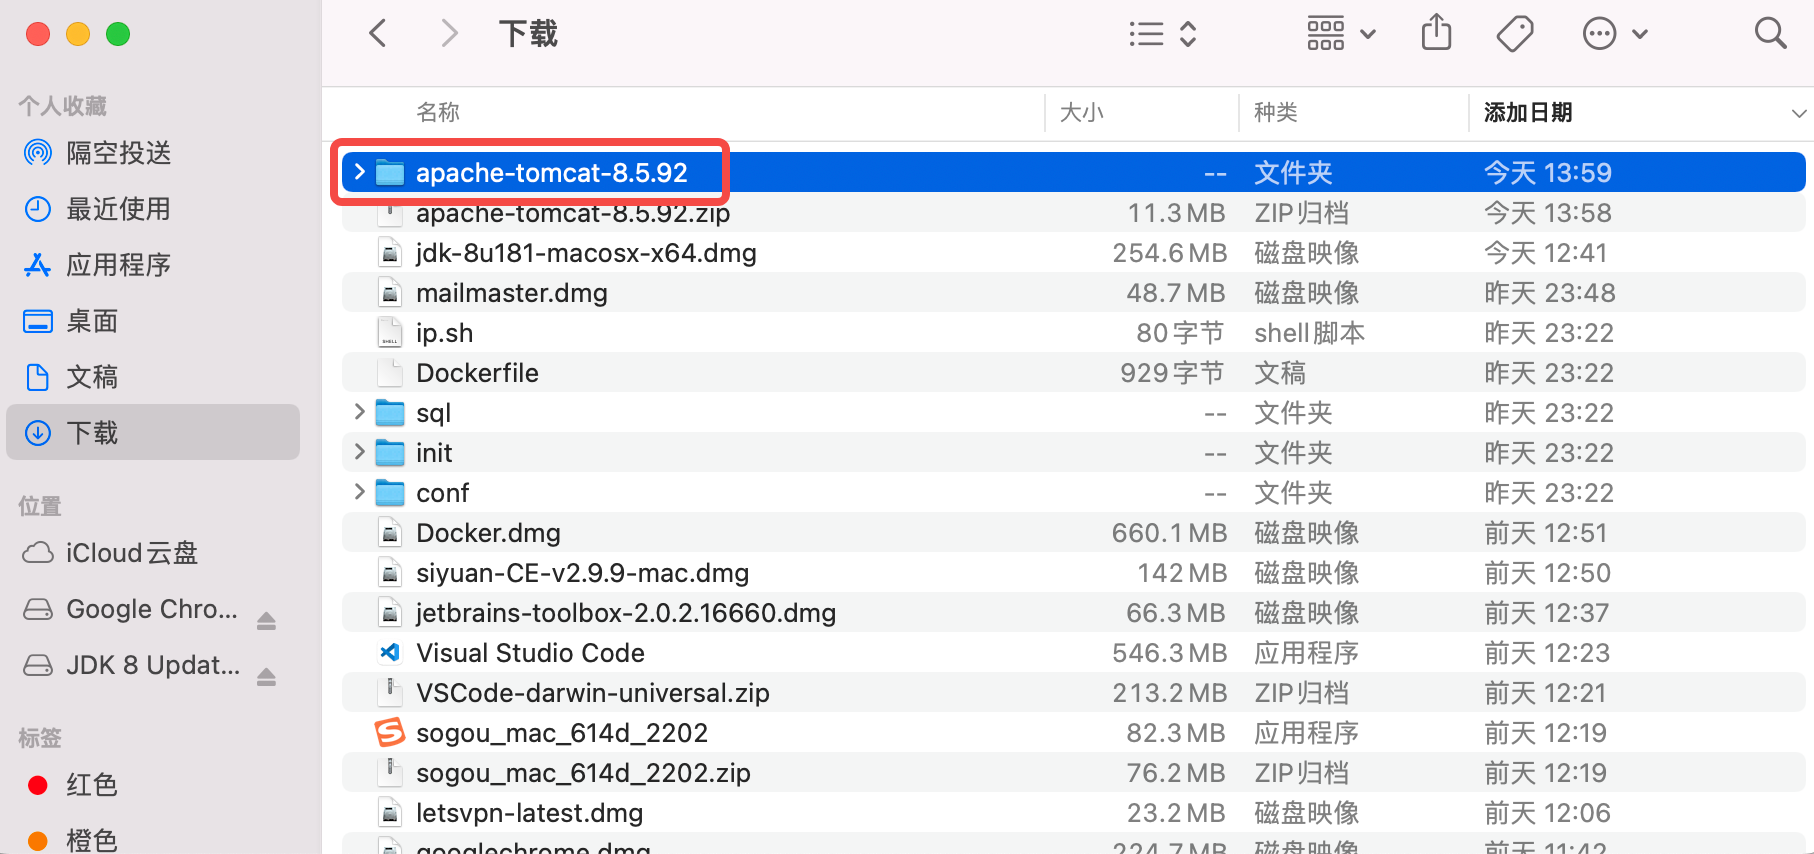 下载
个人收藏
隔空投送
最近使用
应用程序
桌面
文稿
下载
位置
iCloud云盘
Google Chro...
JDK 8 Updat...
标签
红色
橙色
名称 大小 种类 添加日期
apache-tomcat-8.5.92 -- 文件夹 今天 13:59
apache-tomcat-8.5.92.zip 11.3 MB ZIP归档 今天 13:58
jdk-8u181-macosx-x64.dmg 254.6 MB 磁盘映像 今天 12:41
mailmaster.dmg 48.7 MB 磁盘映像 昨天 23:48
ip.sh 80字节 shell脚本 昨天 23:22
Dockerfile 929字节 文稿 昨天 23:22
sql -- 文件夹 昨天 23:22
init -- 文件夹 昨天 23:22
conf -- 文件夹 昨天 23:22
Docker.dmg 660.1 MB 磁盘映像 前天 12:51
siyuan-CE-v2.9.9-mac.dmg 142 MB 磁盘映像 前天 12:50
jetbrains-toolbox-2.0.2.16660.dmg 66.3 MB 磁盘映像 前天 12:37
Visual Studio Code 546.3 MB 应用程序 前天 12:23
VSCode-darwin-universal.zip 213.2 MB ZIP归档 前天 12:21
sogou_mac_614d_2202 82.3 MB 应用程序 前天 12:19
sogou_mac_614d_2202.zip 76.2 MB ZIP归档 前天 12:19
letsvpn-latest.dmg 23.2 MB 磁盘映像 前天 12:06
googlechrome.dmg 224.7 MB 磁盘映像 前天 11:42